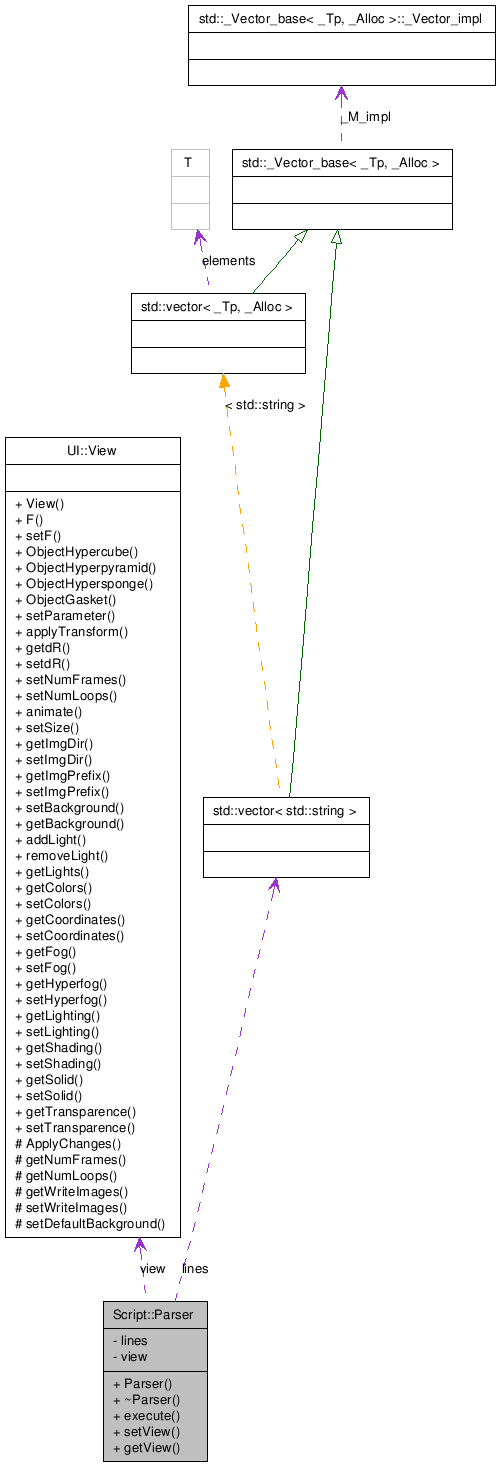 std::_Vector_base< _Tp, _Alloc >::_Vector_impl
_M_impl
T
std::_Vector_base< _Tp, _Alloc >
elements
std::vector< _Tp, _Alloc >
< std::string >
UI::View
+ View()
+ F()
+ setF()
+ ObjectHypercube()
+ ObjectHyperpyramid()
+ ObjectHypersponge()
+ ObjectGasket()
+ setParameter()
+ applyTransform()
+ getdR()
+ setdR()
+ setNumFrames()
+ setNumLoops()
+ animate()
+ setSize()
+ getImgDir()
+ setImgDir()
+ getImgPrefix()
+ setImgPrefix()
+ setBackground()
+ getBackground()
+ addLight()
+ removeLight()
+ getLights()
+ getColors()
+ setColors()
+ getCoordinates()
+ setCoordinates()
+ getFog()
+ setFog()
+ getHyperfog()
+ setHyperfog()
+ getLighting()
+ setLighting()
+ getShading()
+ setShading()
+ getSolid()
+ setSolid()
+ getTransparence()
+ setTransparence()
# ApplyChanges()
# getNumFrames()
# getNumLoops()
# getWriteImages()
# setWriteImages()
# setDefaultBackground()
std::vector< std::string >
view
lines
Script::Parser
- lines
- view
+ Parser()
+ ~Parser()
+ execute()
+ setView()
+ getView()